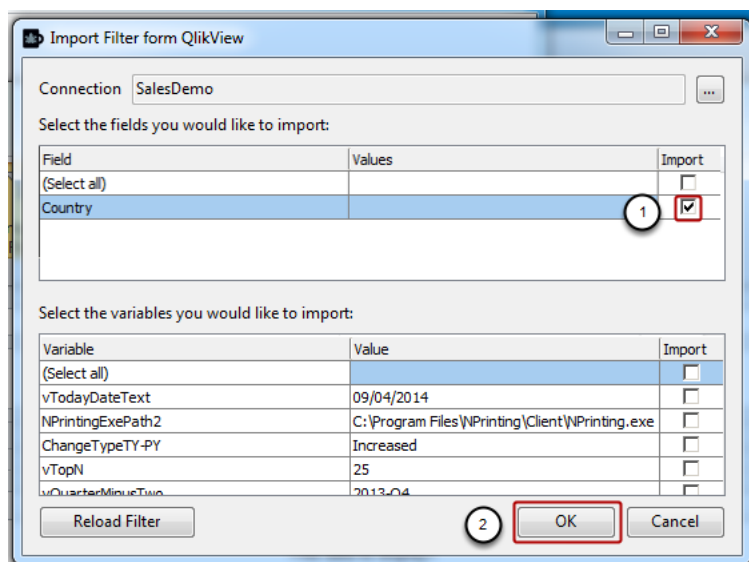 Import Filter form QlikView
Connection SalesDemo ...
Select the fields you would like to import:
Field Values Import
(Select all)
Country 1
Select the variables you would like to import:
Variable Value Import
(Select all)
vTodayDateText 09/04/2014
NPrintingExePath2 C:\Program Files\NPrinting\Client\NPrinting.exe
ChangeTypeTY-PY Increased
vTopN 25
vQuarterMinusTwo 2013-Q4
Reload Filter 2 OK Cancel